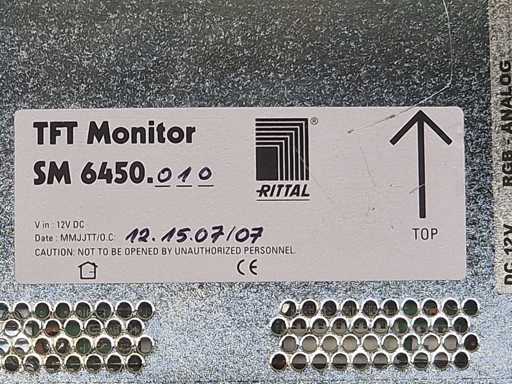 TFT Monitor
SM 6450.010
RITTAL
®
V in : 12V DC
Date : MMJJTT/O.C: 12.15.07/07
CAUTION: NOT TO BE OPENED BY UNAUTHORIZED PERSONNEL.
CE
TOP
DC 12V
RGB - ANALOG